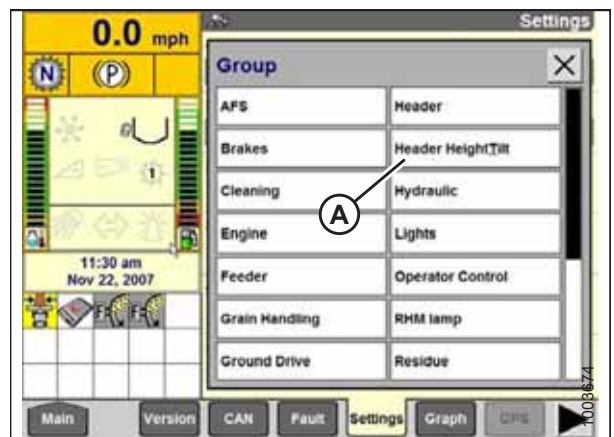 0.0 mph
Settings
N
(P)
Group
X
AFS
Header
Brakes
Header Height Tilt
Cleaning
Hydraulic
A
Engine
Lights
Feeder
Operator Control
Grain Handling
RHM lamp
Ground Drive
Residue
1
11:30 am
Nov 22, 2007
F
F
Main
Version
CAN
Fault
Settings
Graph
GPS
1003674